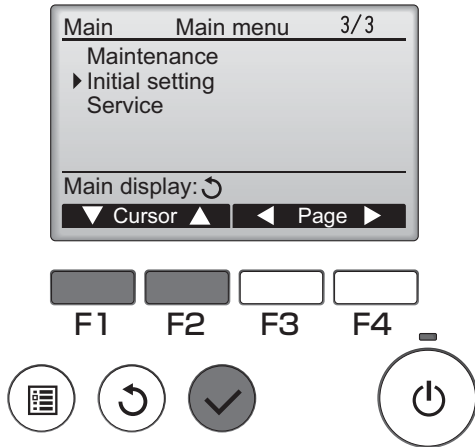 Main Main menu 3/3
Maintenance
Initial setting
Service
Main display:
Cursor Page
F1 F2 F3 F4